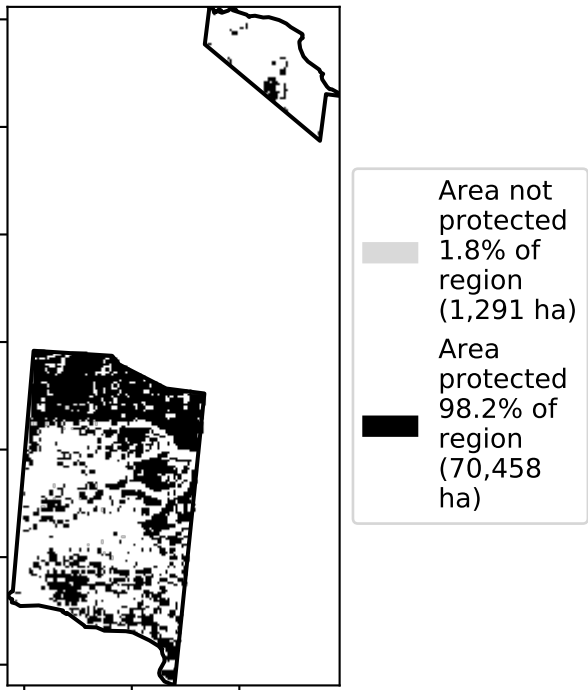 Area not
protected
1.8% of
region
(1,291 ha)
Area
protected
98.2% of
region
(70,458
ha)